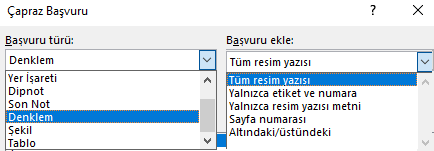 Çapraz Başvuru
Başvuru türü:
Denklem
Yer İşareti
Dipnot
Son Not
Denklem
Şekil
Tablo
Başvuru ekle:
Tüm resim yazısı
Tüm resim yazısı
Yalnızca etiket ve numara
Yalnızca resim yazısı metni
Sayfa numarası
Altındaki/üstündeki